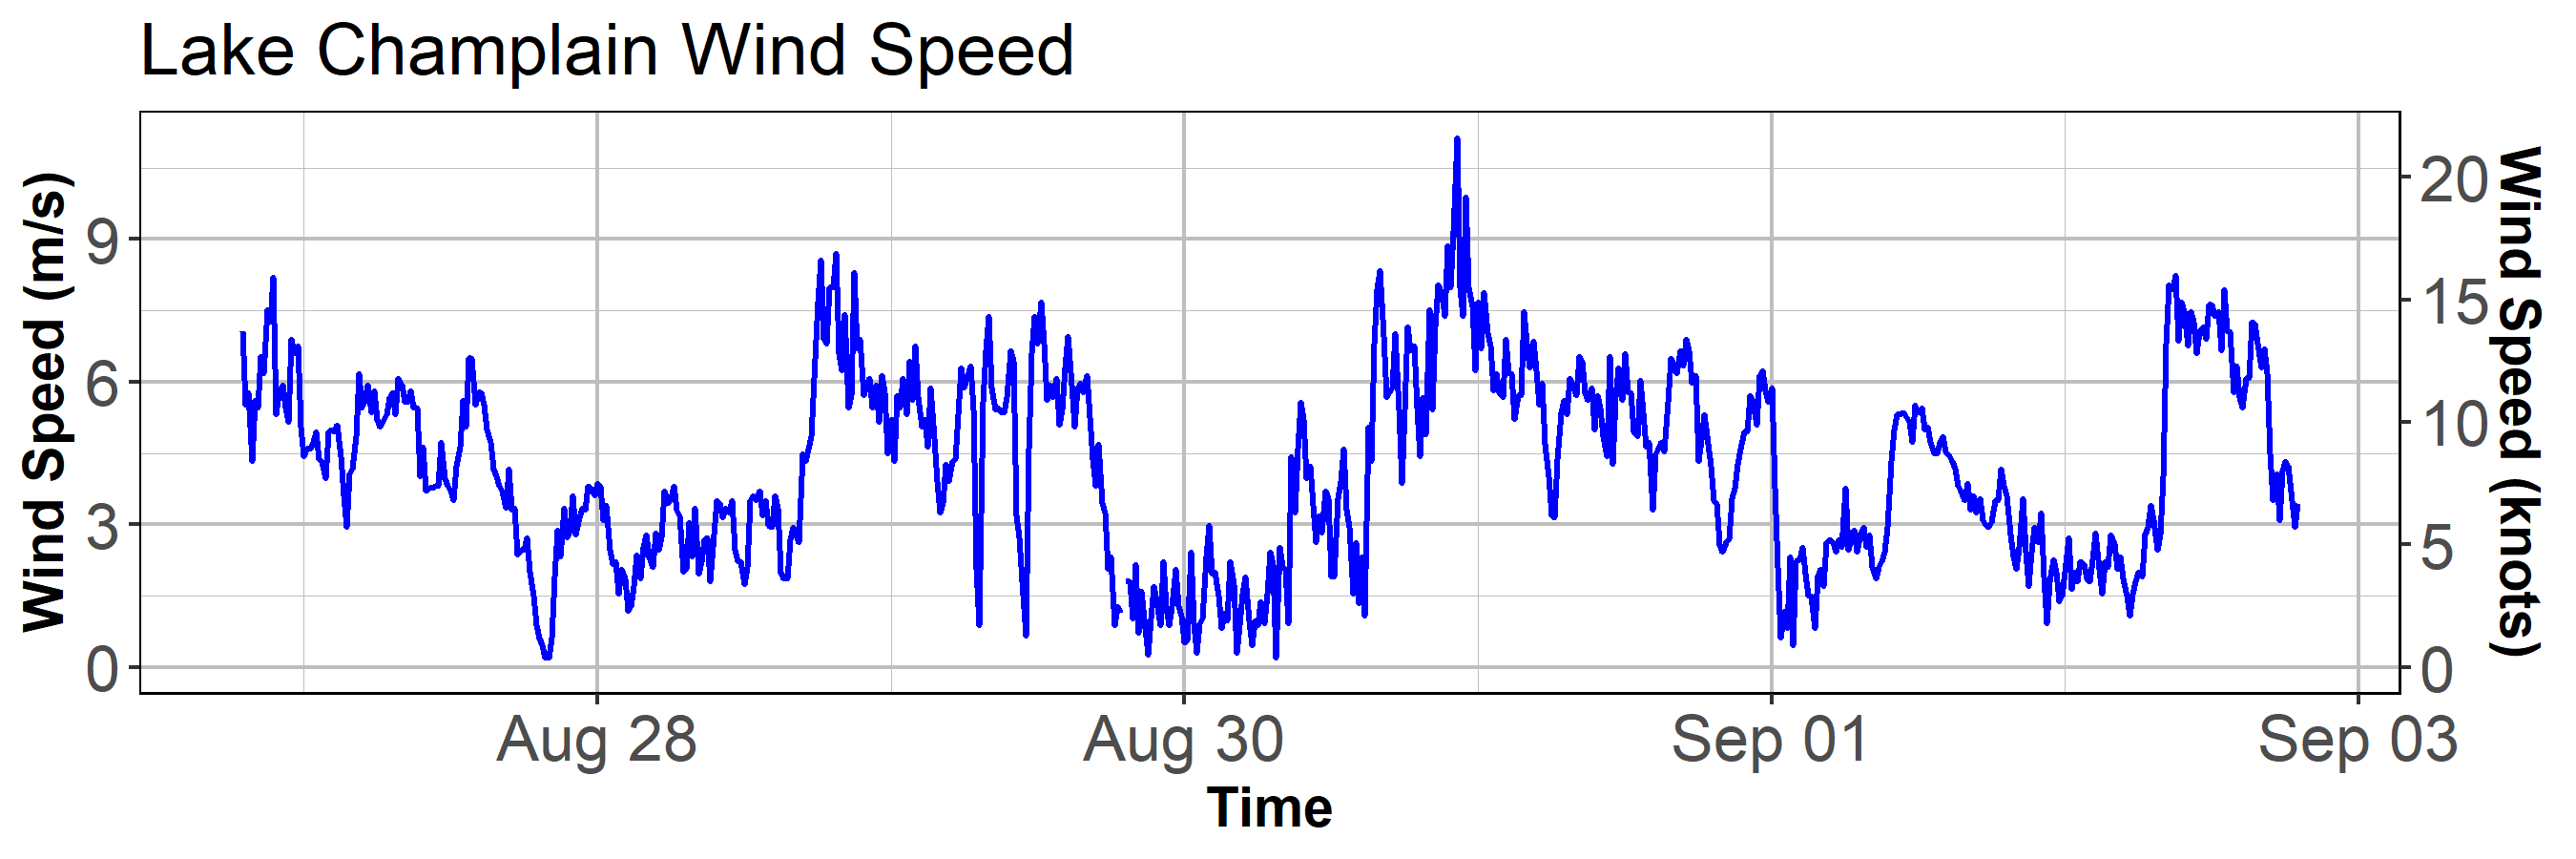 Lake Champlain Wind Speed
Wind Speed (m/s)
9
6
3
0
20
15
10
5
0
Wind Speed (knots)
Aug 28
Aug 30
Sep 01
Sep 03
Time